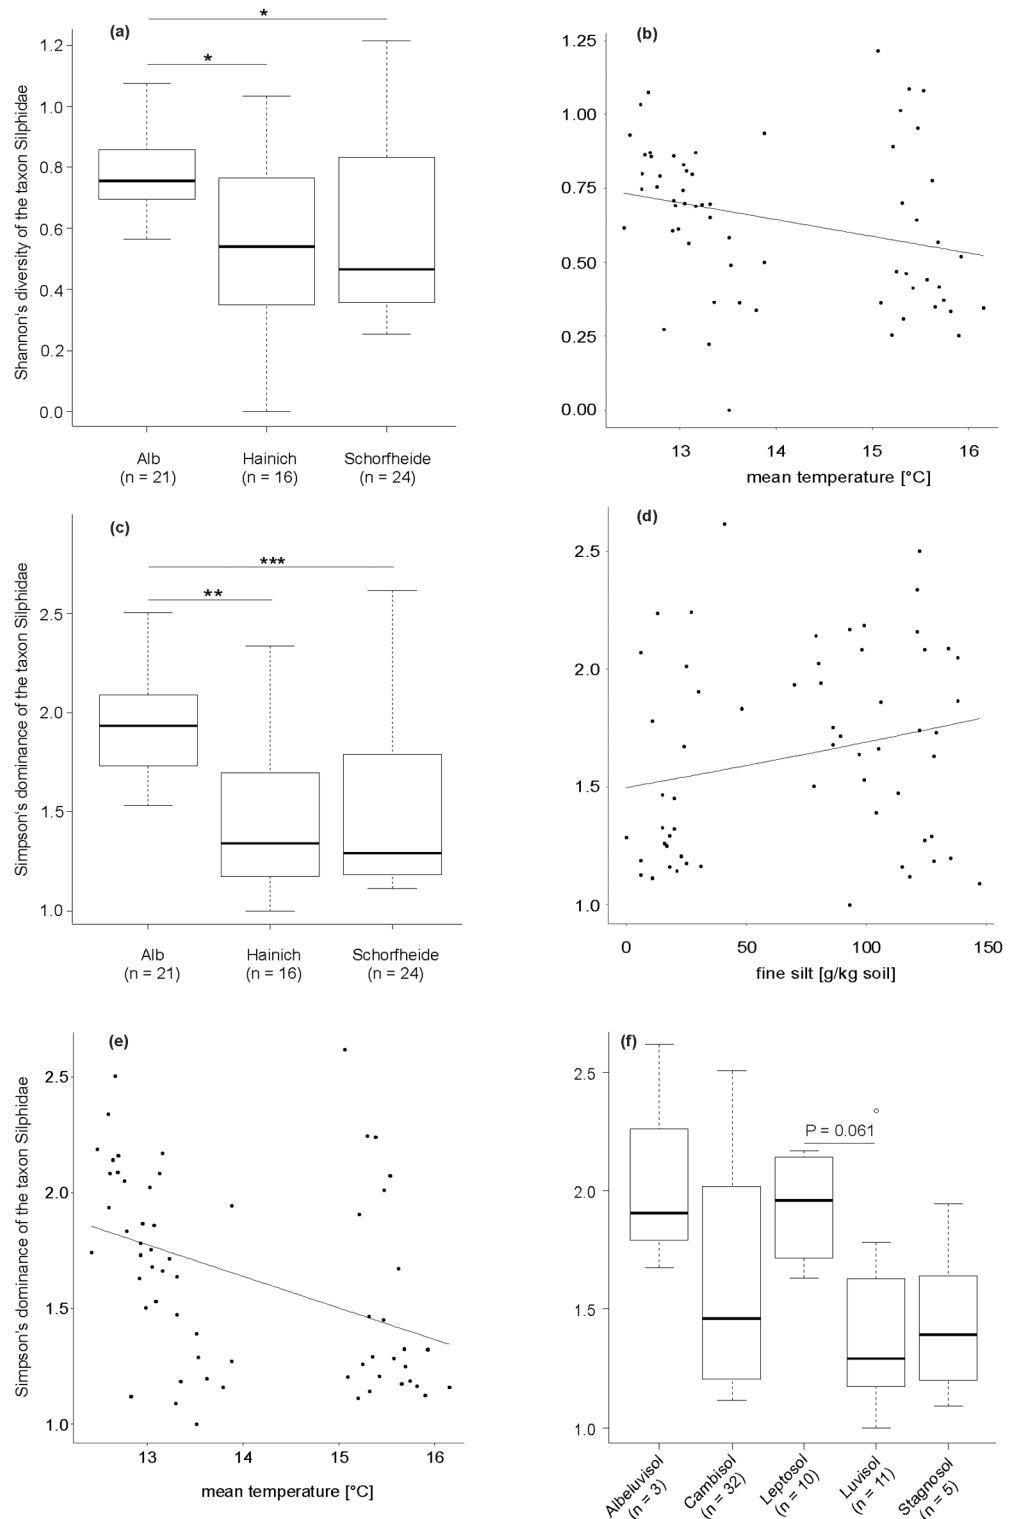 (a)
Shannon's diversity of the taxon Silphidae
1.2
1.0
0.8
0.6
0.4
0.2
0.0
*
*
Alb
(n = 21)
Hainich
(n = 16)
Schorfheide
(n = 24)
(b)
1.25
1.00
0.75
0.50
0.25
0.00
13
14
15
16
mean temperature [°C]
(c)
Simpson's dominance of the taxon Silphidae
2.5
2.0
1.5
1.0
***
**
Alb
(n = 21)
Hainich
(n = 16)
Schorfheide
(n = 24)
(d)
2.5
2.0
1.5
1.0
0
50
100
150
fine silt [g/kg soil]
(e)
Simpson's dominance of the taxon Silphidae
2.5
2.0
1.5
1.0
13
14
15
16
mean temperature [°C]
(f)
2.5
2.0
1.5
1.0
P = 0.061
Albeluvisol
(n = 3)
Cambisol
(n = 32)
Leptosol
(n = 10)
Luvisol
(n = 11)
Stagnosol
(n = 5)